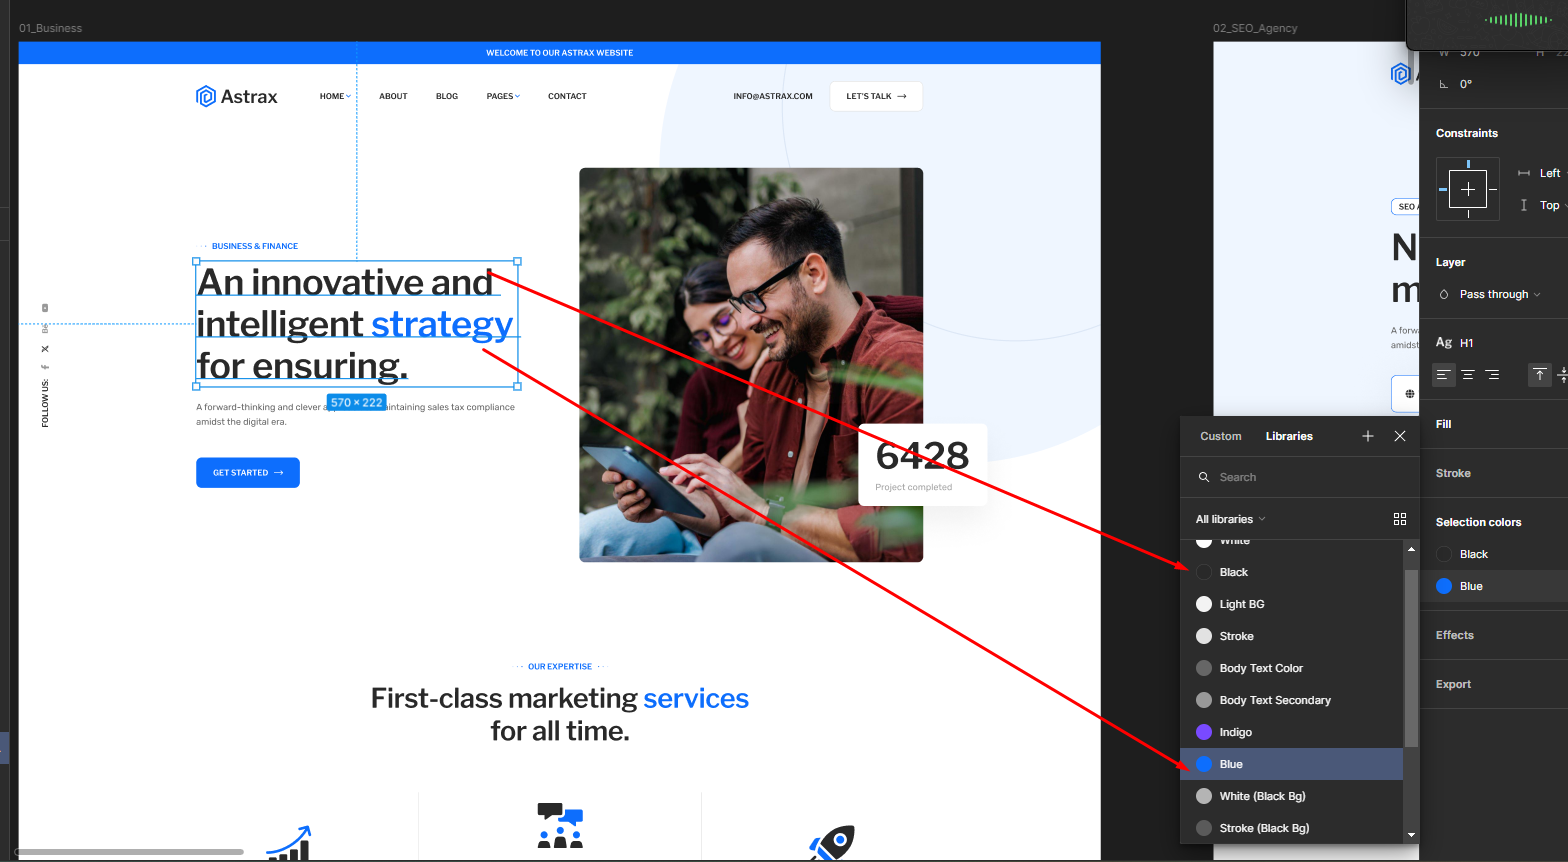 01_Business
02_SEO_Agency
WELCOME TO OUR ASTRAX WEBSITE
Astrax
HOME
ABOUT
BLOG
PAGES
CONTACT
INFO@ASTRAX.COM
LET'S TALK
BUSINESS & FINANCE
An innovative and
intelligent strategy
for ensuring.
570 × 222
A forward-thinking and clever
sales tax compliance
amidst the digital era.
GET STARTED
FOLLOW US:
6428
Project completed
OUR EXPERTISE
First-class marketing services
for all time.
SEO
A forw
amidst
W 570
H 22
0°
Constraints
Left
Top
Layer
Pass through
Ag H1
Fill
Stroke
Selection colors
Black
Blue
Effects
Export
Custom
Libraries
Search
All libraries
White
Black
Light BG
Stroke
Body Text Color
Body Text Secondary
Indigo
Blue
White (Black Bg)
Stroke (Black Bg)